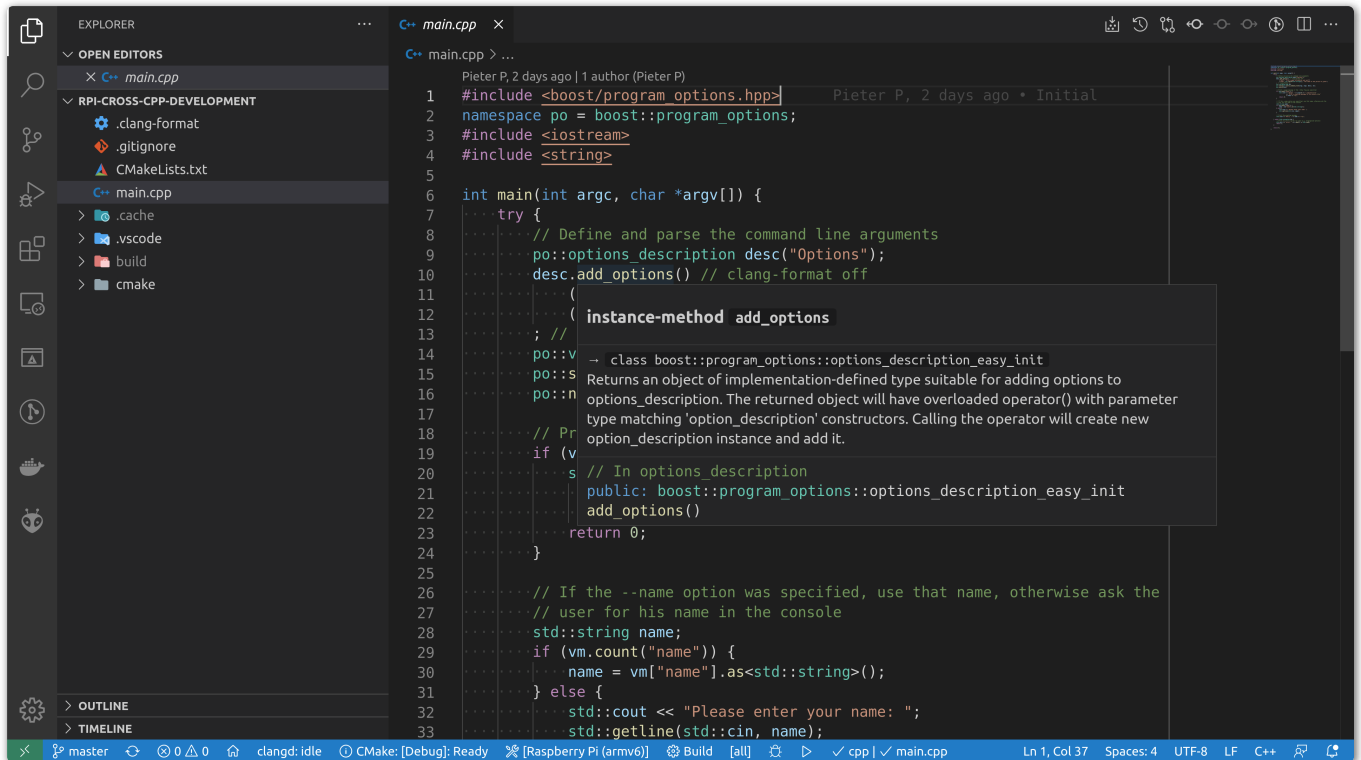 EXPLORER
OPEN EDITORS
main.cpp
RPI-CROSS-CPP-DEVELOPMENT
.clang-format
.gitignore
CMakeLists.txt
main.cpp
.cache
.vscode
build
cmake
OUTLINE
TIMELINE
main.cpp
main.cpp > ...
Pieter P, 2 days ago | 1 author (Pieter P)
1 #include <boost/program_options.hpp> Pieter P, 2 days ago • Initial
2 namespace po = boost::program_options;
3 #include <iostream>
4 #include <string>
5
6 int main(int argc, char *argv[]) {
7 ····try {
8 ········// Define and parse the command line arguments
9 ········po::options_description desc("Options");
10 ········desc.add_options() // clang-format off
11 ············(
12 ············(
13 ········; //
14 ········po::v
15 ········po::s
16 ········po::n
17
18 ········// Pr
19 ········if (v
20 ············s
21
22
23 ············return 0;
24 ········}
25
26 ········// If the --name option was specified, use that name, otherwise ask the
27 ········// user for his name in the console
28 ········std::string name;
29 ········if (vm.count("name")) {
30 ············name = vm["name"].as<std::string>();
31 ········} else {
32 ············std::cout << "Please enter your name: ";
33 ············std::getline(std::cin, name);
instance-method add_options
→ class boost::program_options::options_description_easy_init
Returns an object of implementation-defined type suitable for adding options to
options_description. The returned object will have overloaded operator() with parameter
type matching 'option_description' constructors. Calling the operator will create new
option_description instance and add it.
// In options_description
public: boost::program_options::options_description_easy_init
add_options()
master 0 0 clangd: idle CMake: [Debug]: Ready [Raspberry Pi (armv6)] Build [all] ✓ cpp | ✓ main.cpp Ln 1, Col 37 Spaces: 4 UTF-8 LF C++